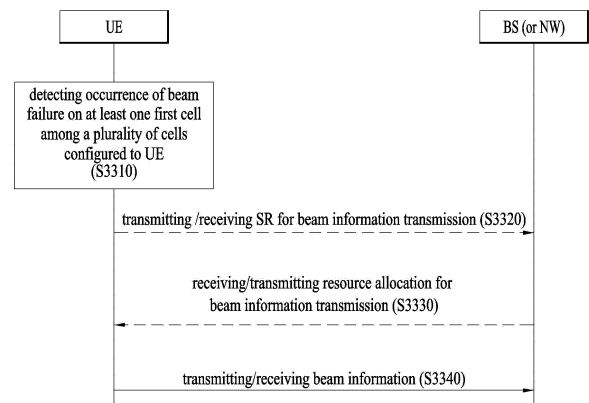 UE
BS (or NW)
detecting occurrence of beam
failure on at least one first cell
among a plurality of cells
configured to UE
(S3310)
transmitting /receiving SR for beam information transmission (S3320)
receiving/transmitting resource allocation for
beam information transmission (S3330)
transmitting/receiving beam information (S3340)